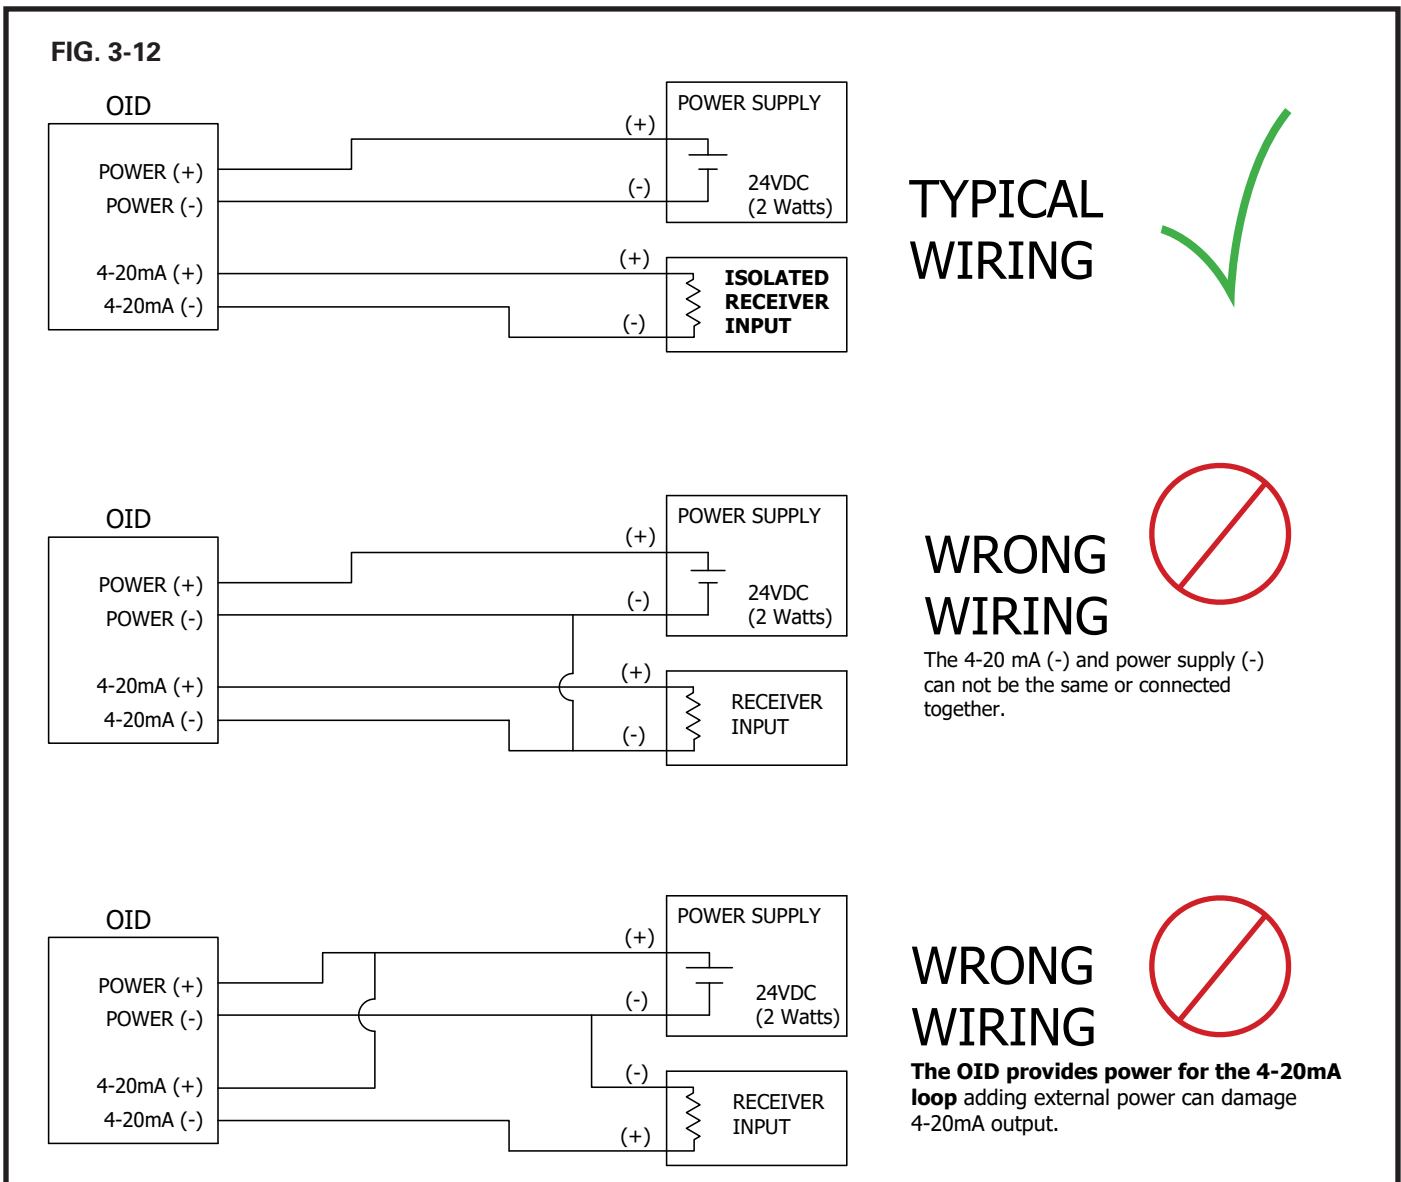 FIG. 3-12
OID
POWER (+)
POWER (-)
4-20mA (+)
4-20mA (-)
(+)
(-)
(+)
(-)
POWER SUPPLY
24VDC
(2 Watts)
ISOLATED
RECEIVER
INPUT
TYPICAL
WIRING
OID
POWER (+)
POWER (-)
4-20mA (+)
4-20mA (-)
(+)
(-)
(+)
(-)
POWER SUPPLY
24VDC
(2 Watts)
RECEIVER
INPUT
WRONG
WIRING
The 4-20 mA (-) and power supply (-)
can not be the same or connected
together.
OID
POWER (+)
POWER (-)
4-20mA (+)
4-20mA (-)
(+)
(-)
(-)
(+)
POWER SUPPLY
24VDC
(2 Watts)
RECEIVER
INPUT
WRONG
WIRING
The OID provides power for the 4-20mA
loop adding external power can damage
4-20mA output.